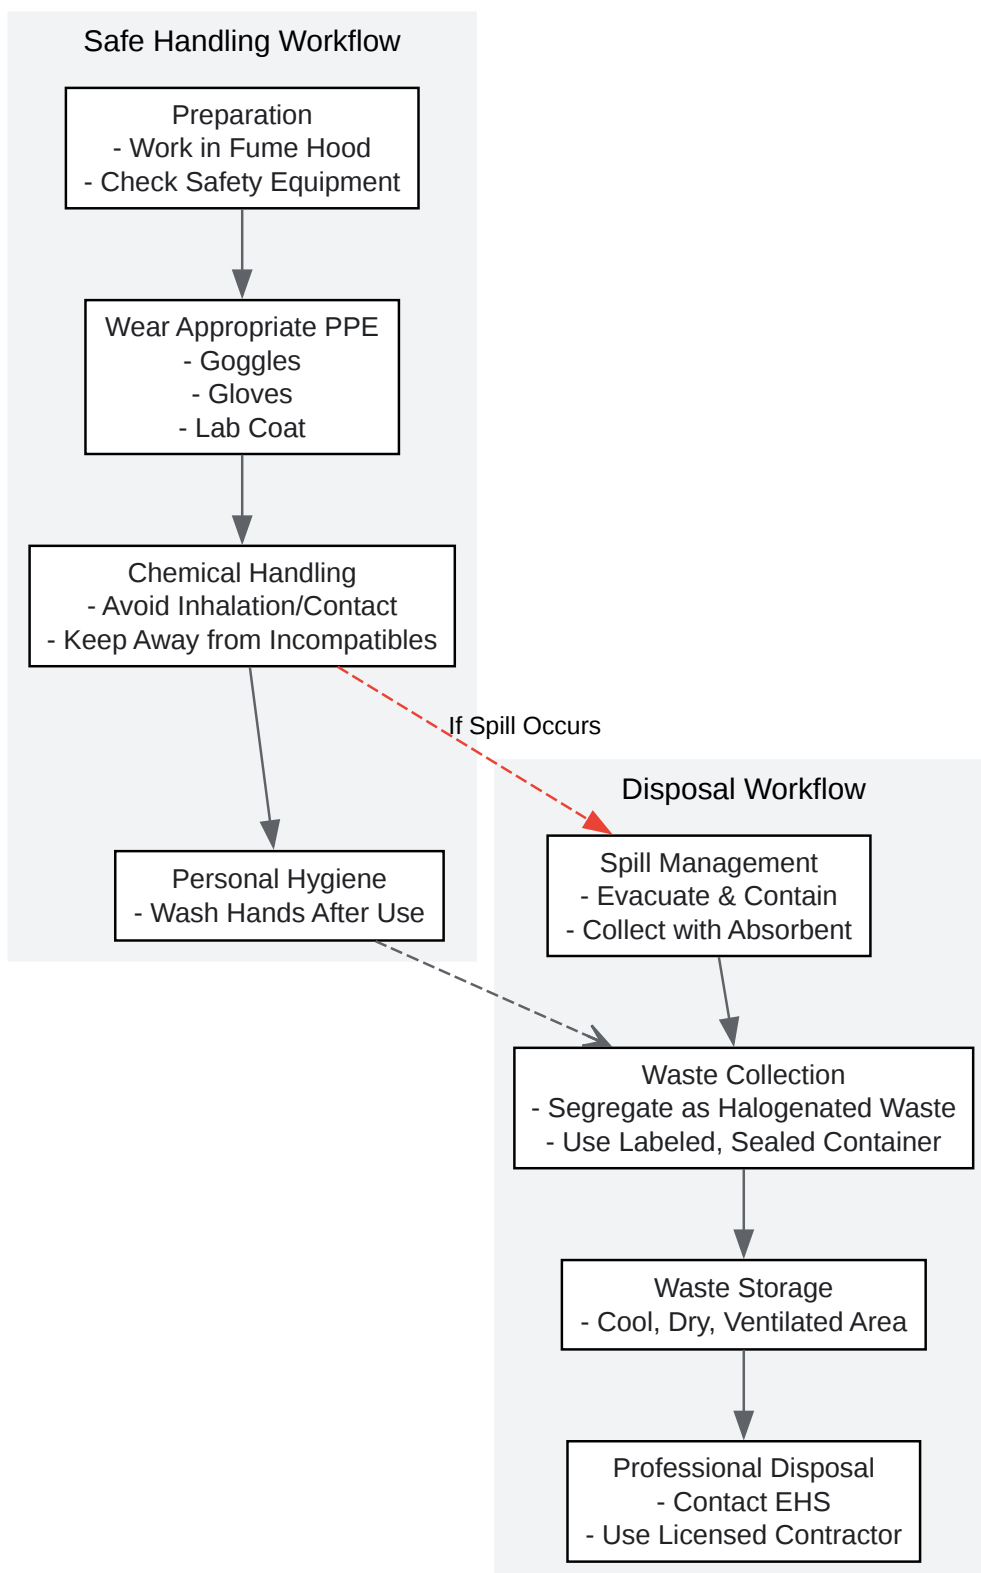 Safe Handling Workflow
Preparation
- Work in Fume Hood
- Check Safety Equipment
Wear Appropriate PPE
- Goggles
- Gloves
- Lab Coat
Chemical Handling
- Avoid Inhalation/Contact
- Keep Away from Incompatibles
If Spill Occurs
Personal Hygiene
- Wash Hands After Use
Disposal Workflow
Spill Management
- Evacuate & Contain
- Collect with Absorbent
Waste Collection
- Segregate as Halogenated Waste
- Use Labeled, Sealed Container
Waste Storage
- Cool, Dry, Ventilated Area
Professional Disposal
- Contact EHS
- Use Licensed Contractor